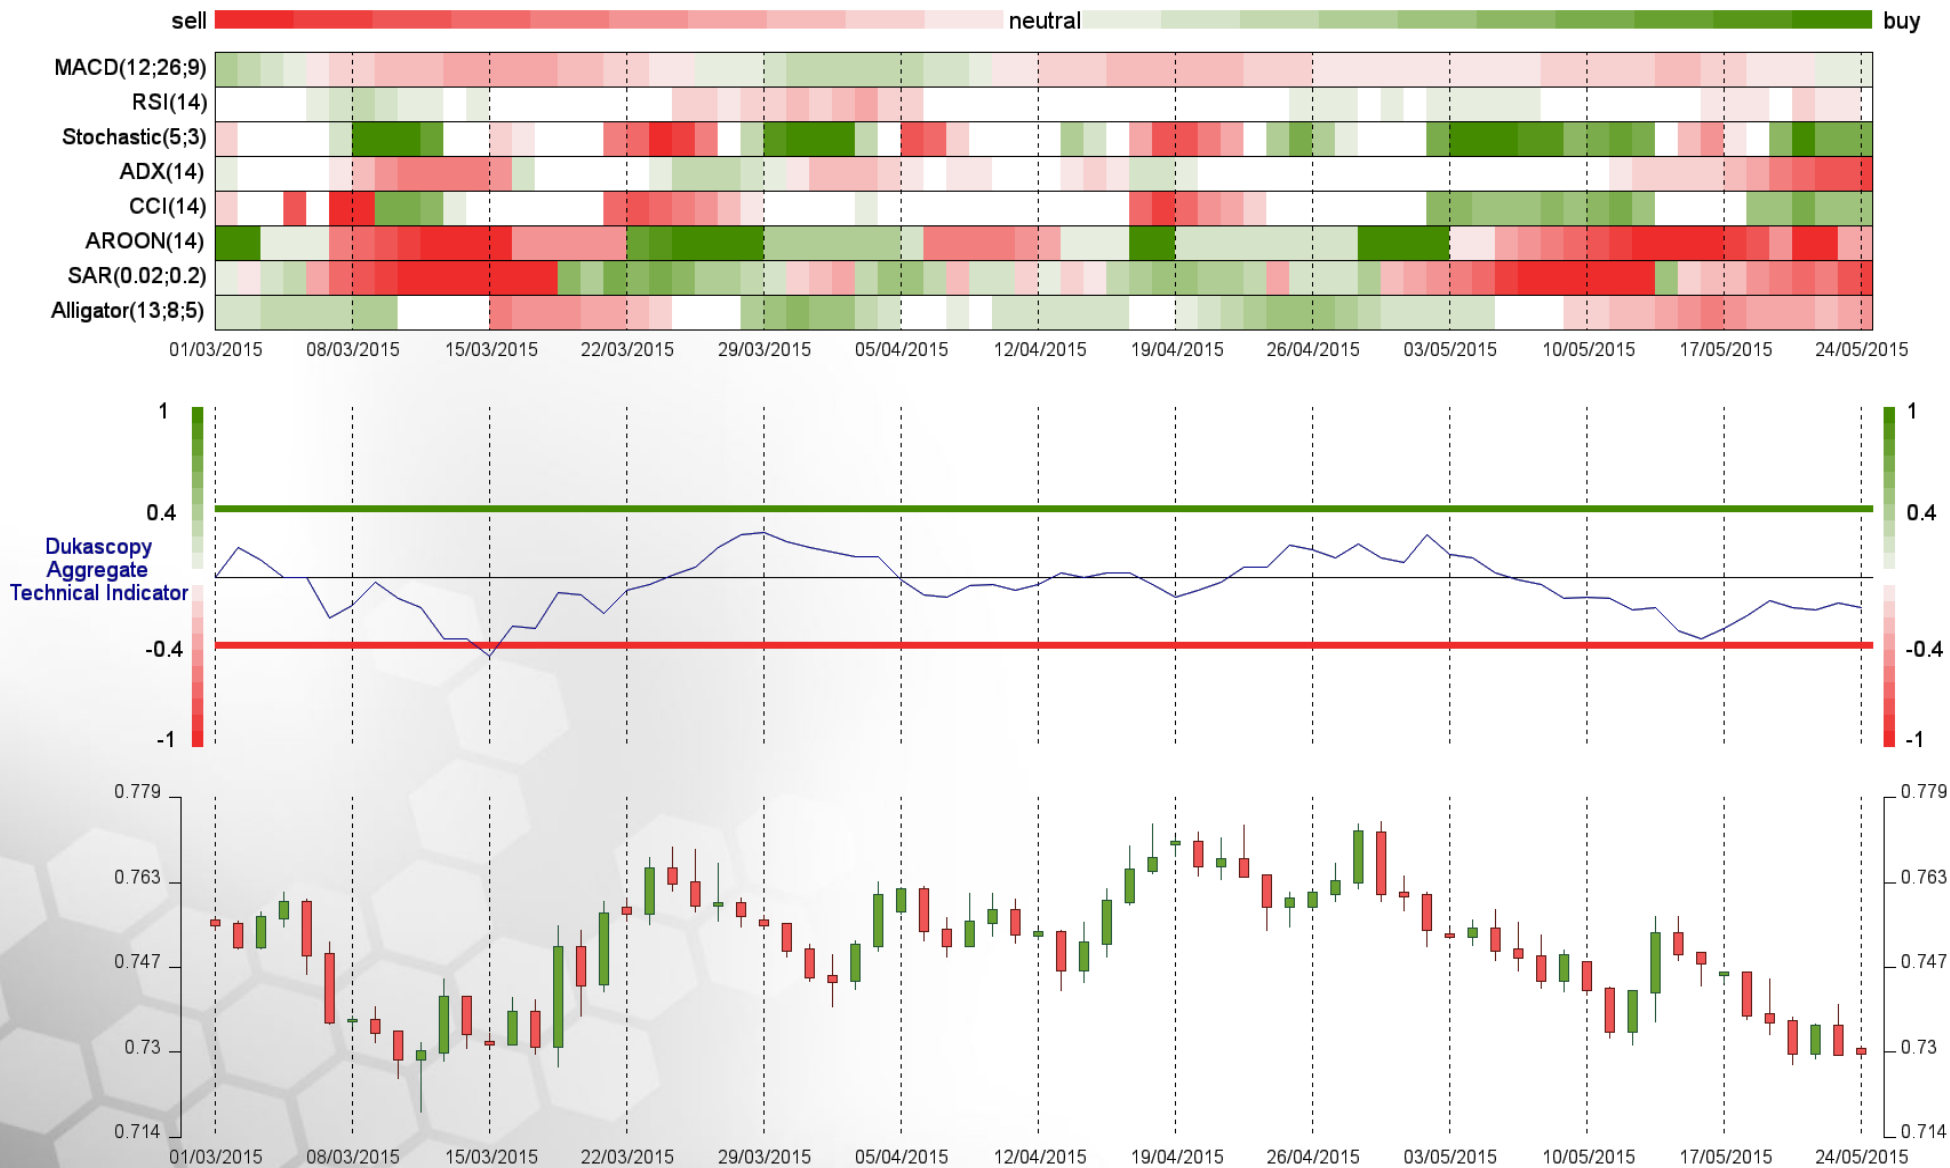 sell neutral buy
MACD(12;26;9)
RSI(14)
Stochastic(5;3)
ADX(14)
CCI(14)
AROON(14)
SAR(0.02;0.2)
Alligator(13;8;5)
01/03/2015 08/03/2015 15/03/2015 22/03/2015 29/03/2015 05/04/2015 12/04/2015 19/04/2015 26/04/2015 03/05/2015 10/05/2015 17/05/2015 24/05/2015
1 1
0.4 0.4
Dukascopy
Aggregate
Technical Indicator
-0.4 -0.4
-1 -1
0.779 0.779
0.763 0.763
0.747 0.747
0.73 0.73
0.714 0.714
01/03/2015 08/03/2015 15/03/2015 22/03/2015 29/03/2015 05/04/2015 12/04/2015 19/04/2015 26/04/2015 03/05/2015 10/05/2015 17/05/2015 24/05/2015